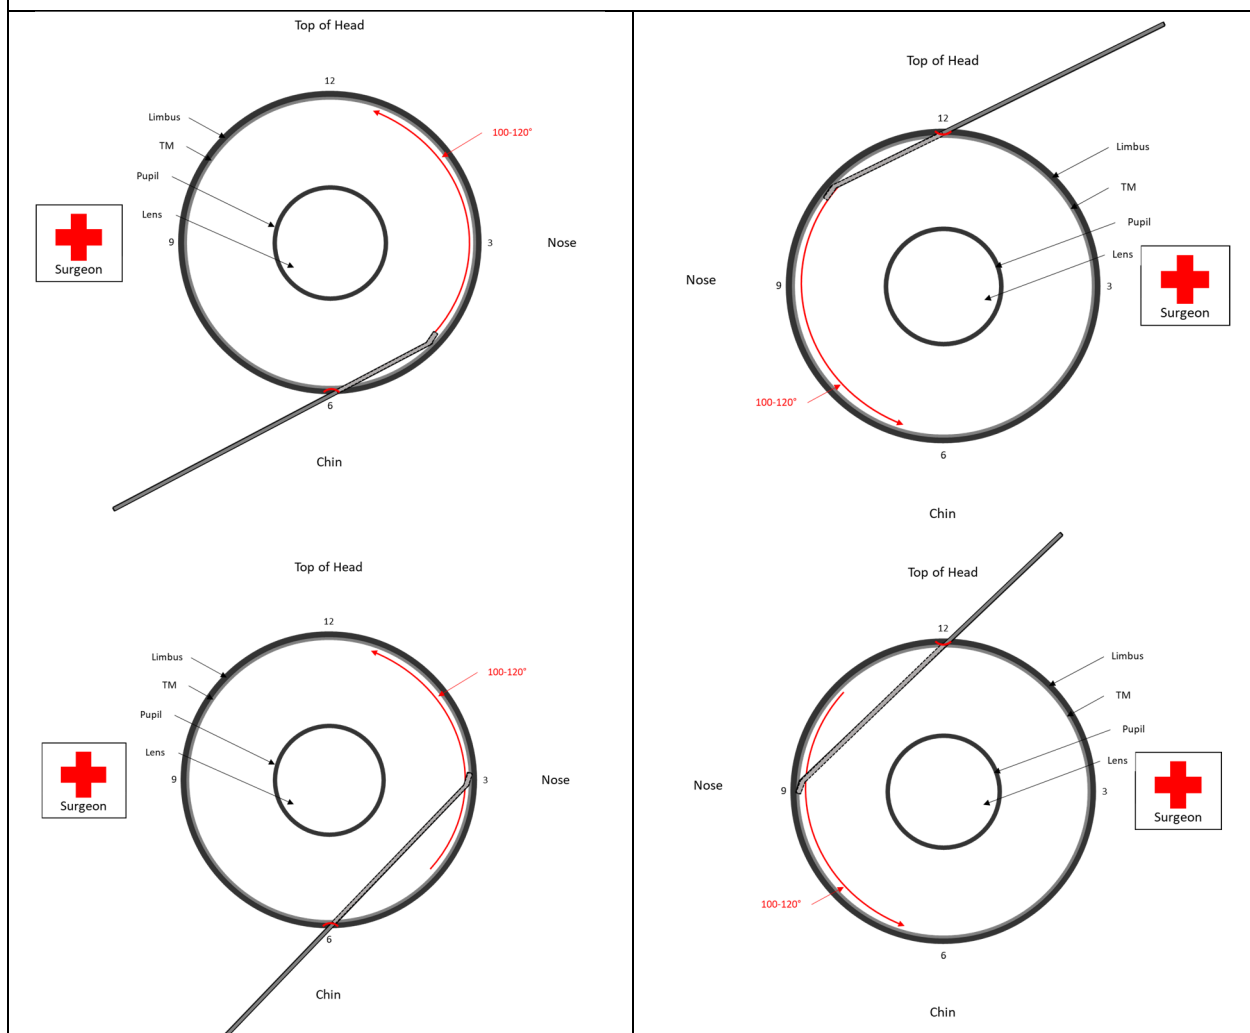 Top of Head
12
Limbus
TM
Pupil
Lens
100-120°
9
3
Nose
Surgeon
6
Chin
Top of Head
12
Limbus
TM
Pupil
Lens
Nose
9
3
Surgeon
100-120°
6
Chin
Top of Head
12
Limbus
TM
Pupil
Lens
100-120°
9
3
Nose
Surgeon
6
Chin
Top of Head
12
Limbus
TM
Pupil
Lens
Nose
9
3
Surgeon
100-120°
6
Chin